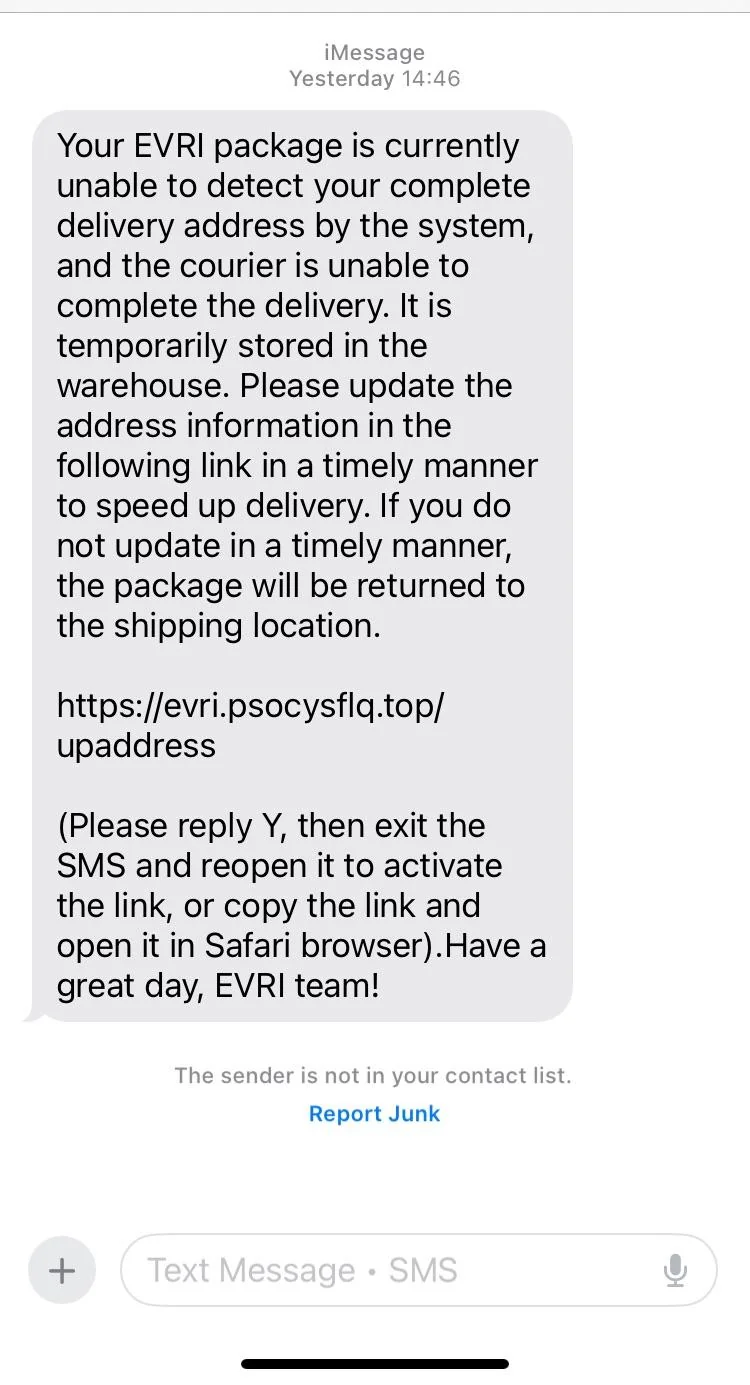 iMessage
Yesterday 14:46
Your EVRI package is currently
unable to detect your complete
delivery address by the system,
and the courier is unable to
complete the delivery. It is
temporarily stored in the
warehouse. Please update the
address information in the
following link in a timely manner
to speed up delivery. If you do
not update in a timely manner,
the package will be returned to
the shipping location.
https://evri.psocysflq.top/
upaddress
(Please reply Y, then exit the
SMS and reopen it to activate
the link, or copy the link and
open it in Safari browser).Have a
great day, EVRI team!
The sender is not in your contact list.
Report Junk
Text Message • SMS